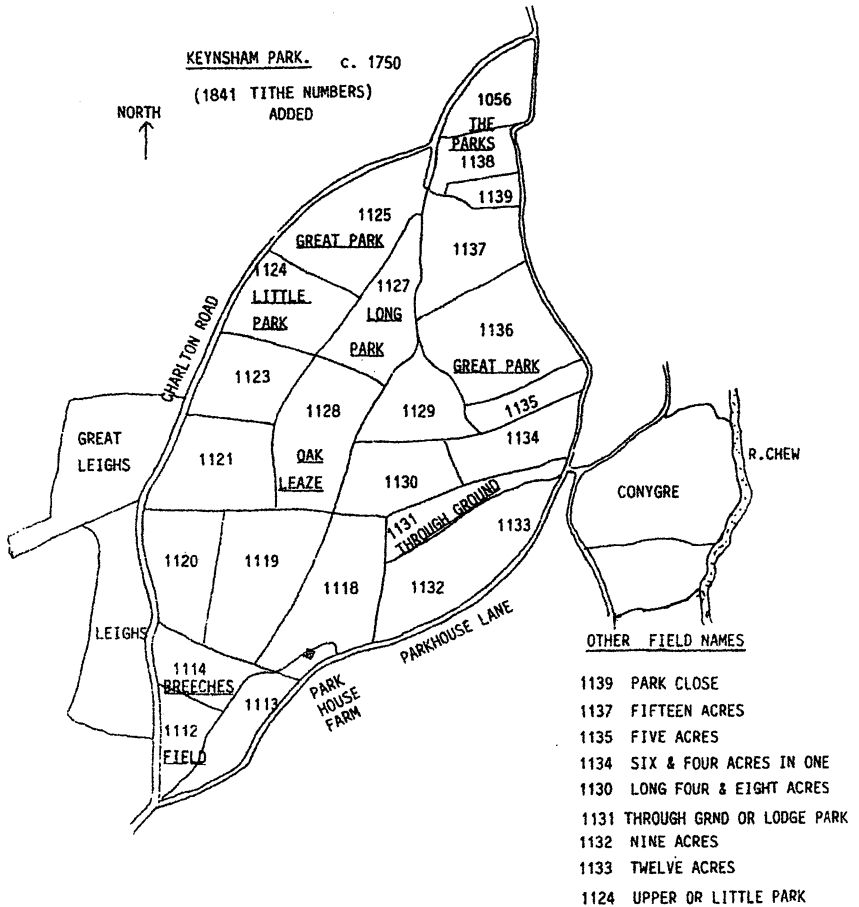 KEYNSHAM PARK. c. 1750
(1841 TITHE NUMBERS)
ADDED
NORTH
1056
THE
PARKS
1138
1139
1125
GREAT PARK
1137
1124
LITTLE
PARK
1127
LONG
PARK
1136
GREAT PARK
CHARLTON ROAD
1123
1128
OAK
LEAZE
1129
1135
1134
GREAT
LEIGHS
1121
1130
R.CHEW
CONYGRE
1131
THROUGH GROUND
1133
1120
1119
1118
1132
LEIGHS
PARKHOUSE LANE
1114
BREECHES
1113
PARK
HOUSE
FARM
1112
FIELD
OTHER FIELD NAMES
1139 PARK CLOSE
1137 FIFTEEN ACRES
1135 FIVE ACRES
1134 SIX & FOUR ACRES IN ONE
1130 LONG FOUR & EIGHT ACRES
1131 THROUGH GRND OR LODGE PARK
1132 NINE ACRES
1133 TWELVE ACRES
1124 UPPER OR LITTLE PARK